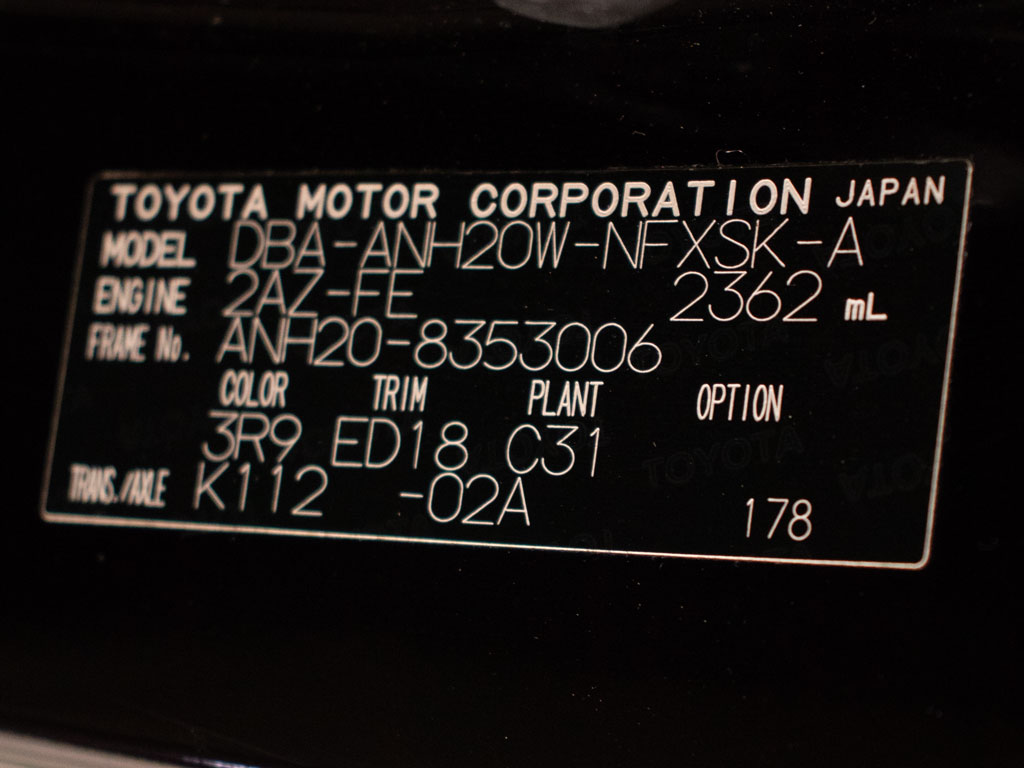 TOYOTA MOTOR CORPORATION JAPAN
MODEL DBA-ANH20W-NFXSK-A
ENGINE 2AZ-FE 2362 mL
FRAME No. ANH20-8353006
COLOR TRIM PLANT OPTION
3R9 ED18 C31
TRANS./AXLE K112 -02A 178